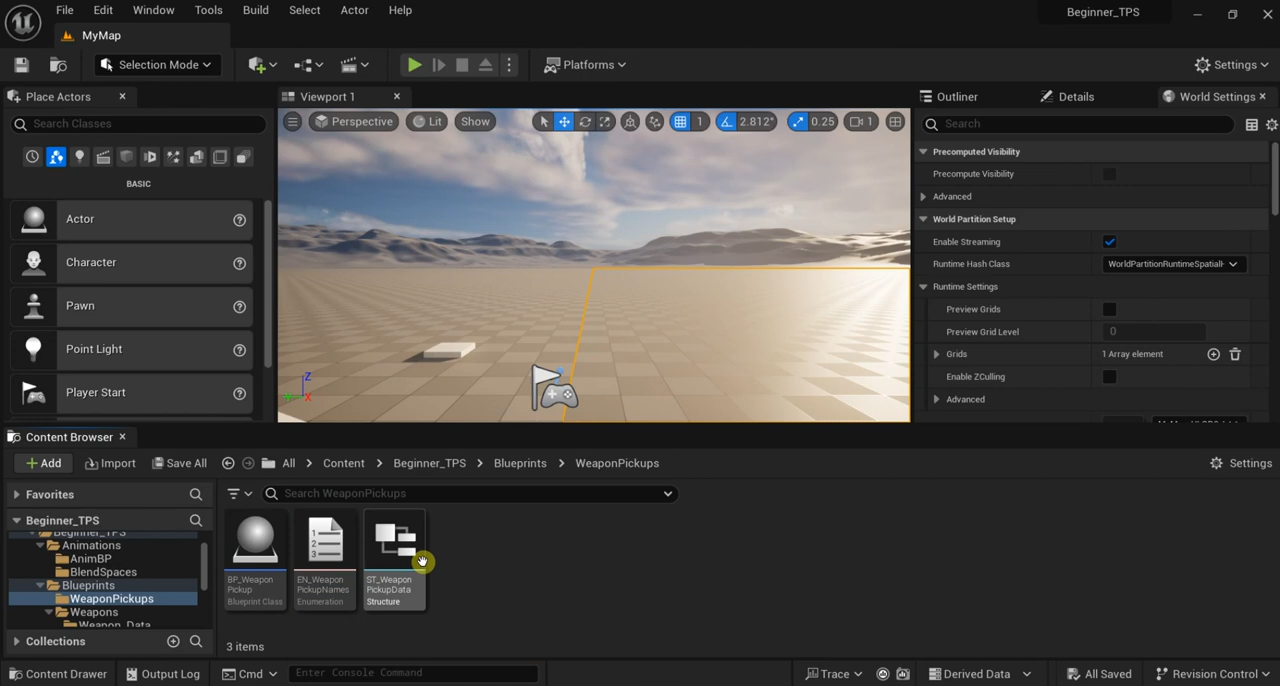 File Edit Window Tools Build Select Actor Help
Beginner_TPS
MyMap
Selection Mode
Platforms
Settings
Place Actors
Search Classes
BASIC
Actor
Character
Pawn
Point Light
Player Start
Viewport 1
Perspective Lit Show
1 2.812° 0.25 1
Z
X
Outliner Details World Settings
Search
Precomputed Visibility
Precompute Visibility
Advanced
World Partition Setup
Enable Streaming
Runtime Hash Class WorldPartitionRuntimeSpatialH
Runtime Settings
Preview Grids
Preview Grid Level 0
Grids 1 Array element
Enable ZCulling
Advanced
Content Browser
Add Import Save All All Content Beginner_TPS Blueprints WeaponPickups Settings
Favorites
Beginner_TPS
Beginner_TPS
Animations
AnimBP
BlendSpaces
Blueprints
WeaponPickups
Weapons
Weapon_Data
Collections
Search WeaponPickups
BP_Weapon
Pickup
Blueprint Class
EN_Weapon
PickupNames
Enumeration
ST_Weapon
PickupData
Structure
3 items
Content Drawer Output Log Cmd Enter Console Command Trace Derived Data All Saved Revision Control